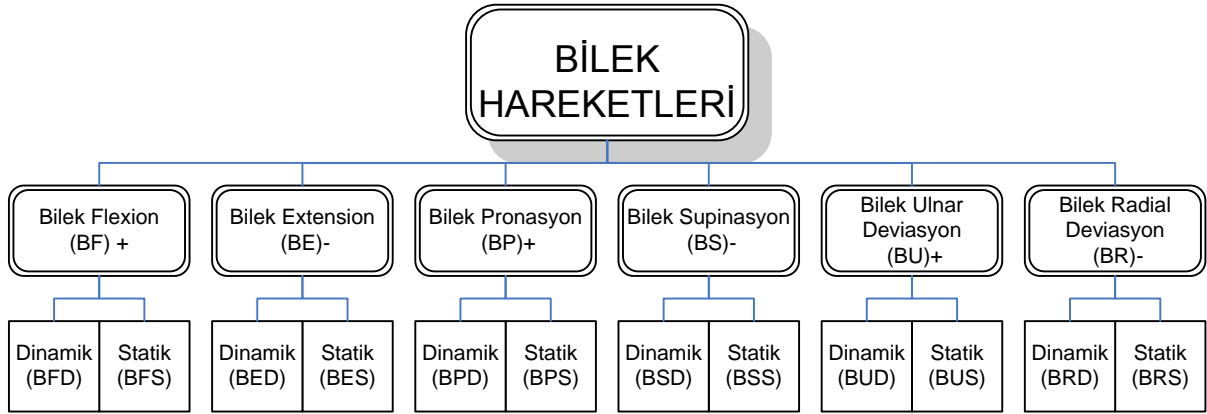 BİLEK
HAREKETLERİ
Bilek Flexion
(BF) +
Bilek Extension
(BE)-
Bilek Pronasyon
(BP)+
Bilek Supinasyon
(BS)-
Bilek Ulnar
Deviasyon
(BU)+
Bilek Radial
Deviasyon
(BR)-
Dinamik
(BFD)
Statik
(BFS)
Dinamik
(BED)
Statik
(BES)
Dinamik
(BPD)
Statik
(BPS)
Dinamik
(BSD)
Statik
(BSS)
Dinamik
(BUD)
Statik
(BUS)
Dinamik
(BRD)
Statik
(BRS)